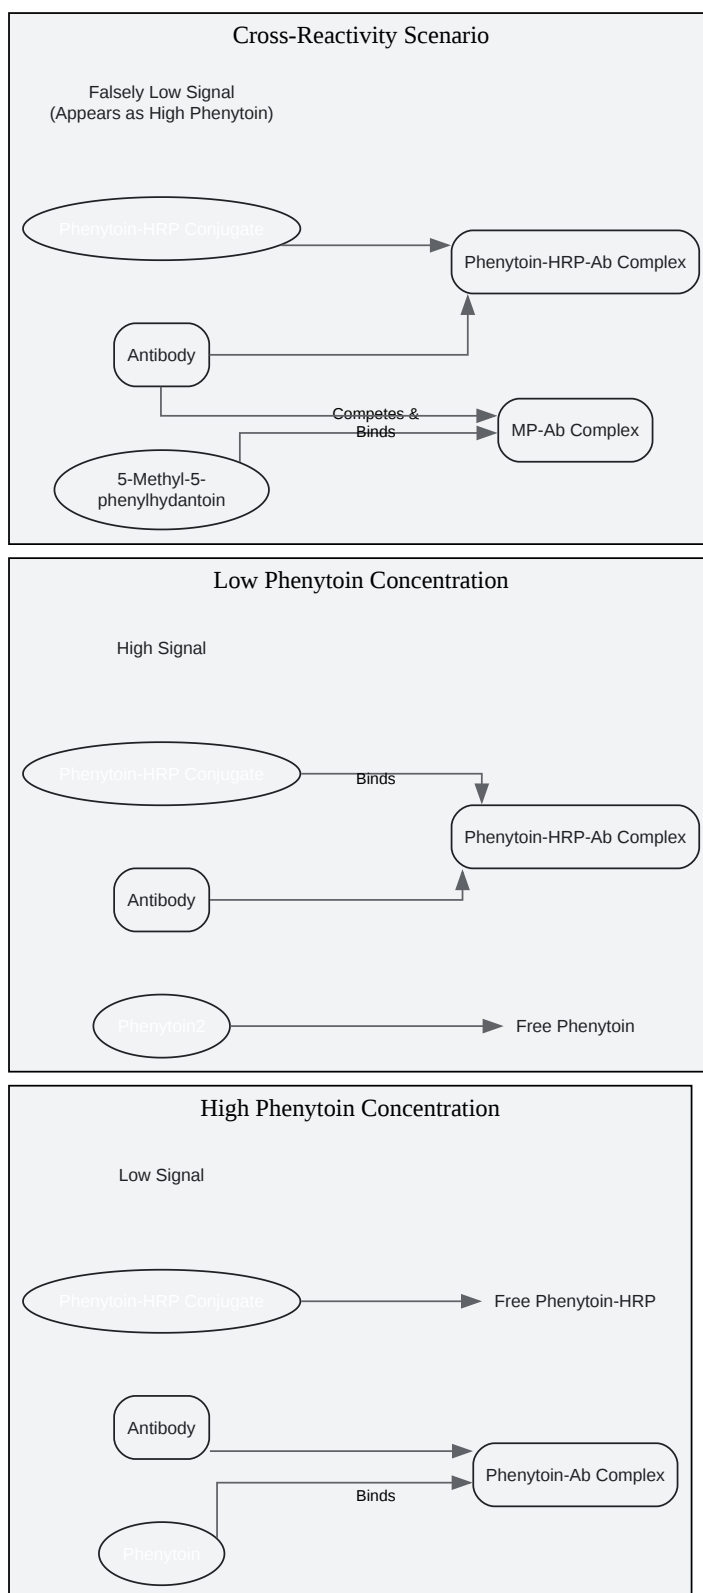 Cross-Reactivity Scenario
Falsely Low Signal
(Appears as High Phenytoin)
Phenytoin-HRP Conjugate
Phenytoin-HRP-Ab Complex
Antibody
Competes &
Binds
MP-Ab Complex
5-Methyl-5-
phenylhydantoin
Low Phenytoin Concentration
High Signal
Phenytoin-HRP Conjugate
Binds
Phenytoin-HRP-Ab Complex
Antibody
Phenytoin2
Free Phenytoin
High Phenytoin Concentration
Low Signal
Phenytoin-HRP Conjugate
Free Phenytoin-HRP
Antibody
Phenytoin-Ab Complex
Binds
Phenytoin